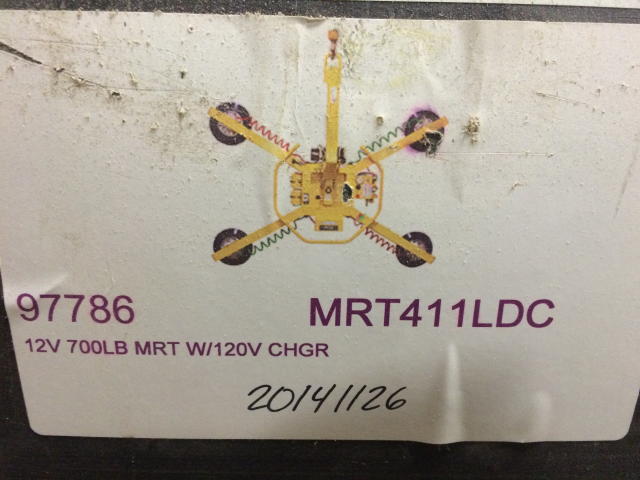 97786 MRT411LDC
12V 700LB MRT W/120V CHGR
20141126